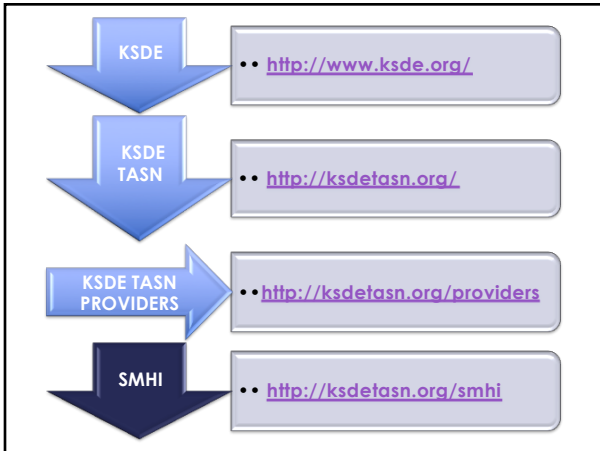 KSDE
•• http://www.ksde.org/
KSDE
TASN
•• http://ksdetasn.org/
KSDE TASN
PROVIDERS
••http://ksdetasn.org/providers
SMHI
•• http://ksdetasn.org/smhi